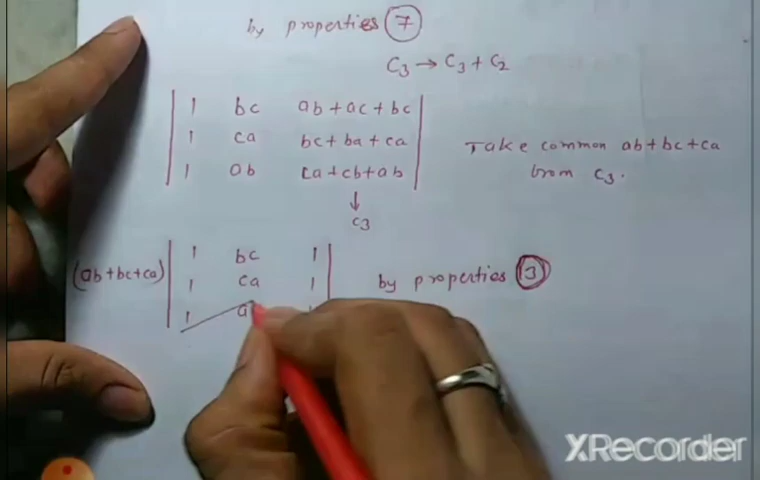 by properties 7
C3 → C3 + C2
1 bc ab+ac+bc
1 ca bc+ba+ca
1 ab ca+cb+ab
Take common ab+bc+ca
from C3.
↓
C3
(ab+bc+ca)
1 bc 1
1 ca 1
1 a
by properties 3
XRecorder